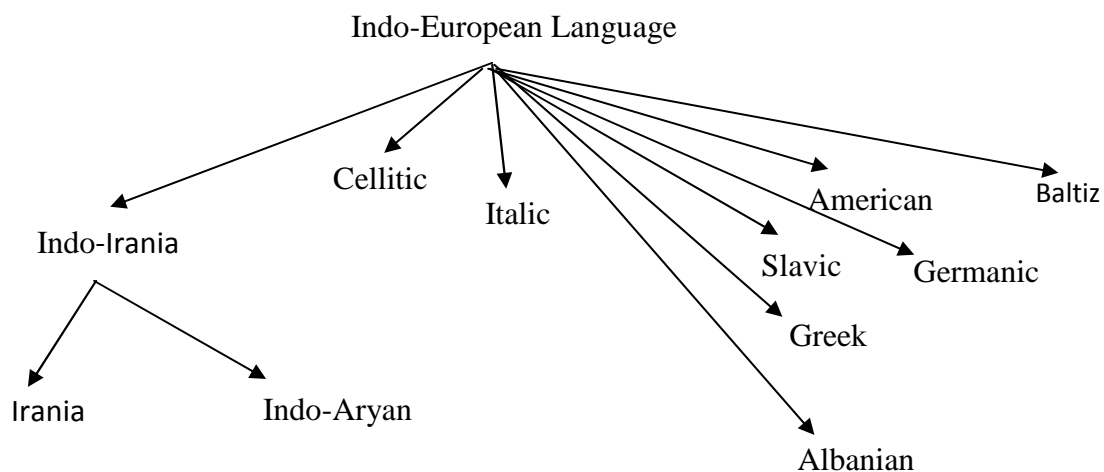 Indo-European Language
Cellitic
Italic
American
Baltiz
Indo-Irania
Slavic
Germanic
Greek
Irania
Indo-Aryan
Albanian